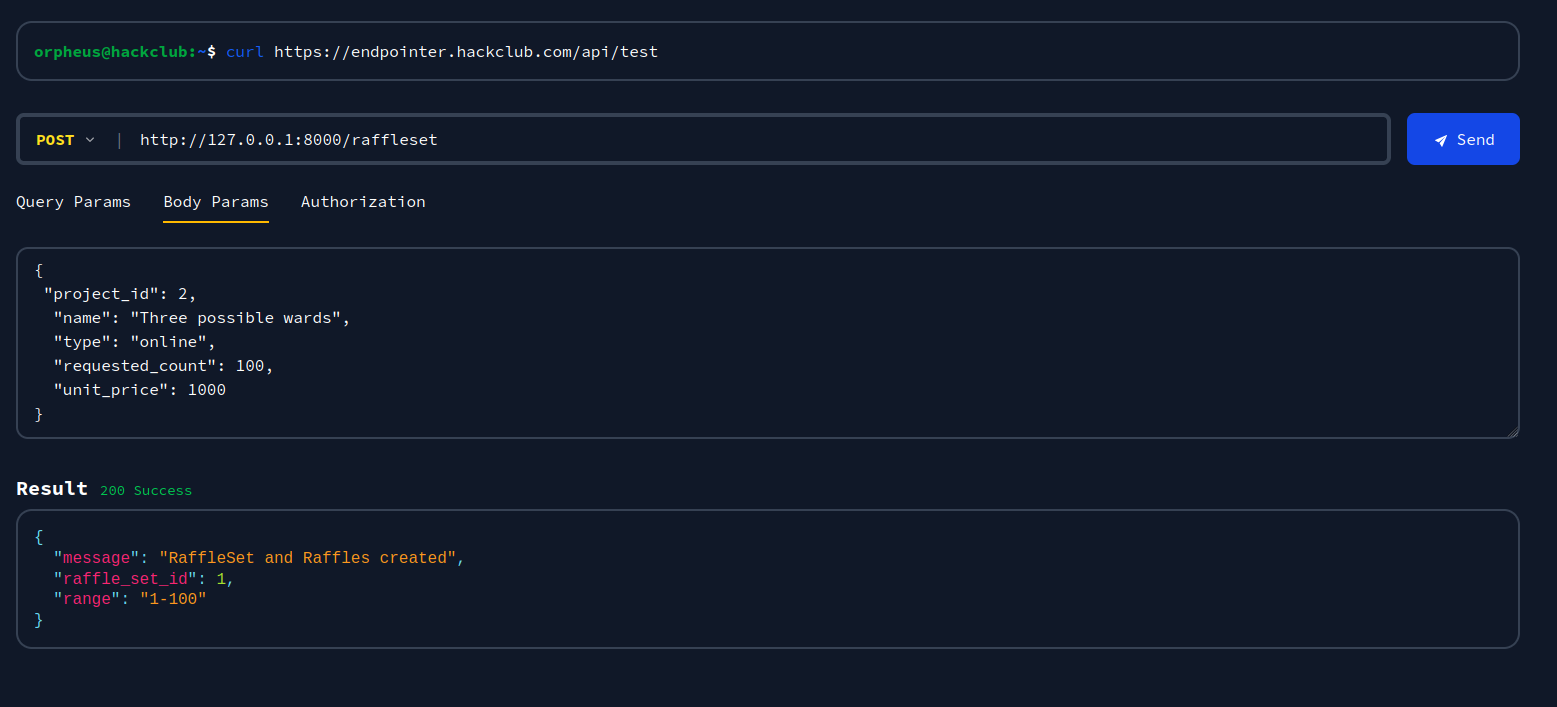 orpheus@hackclub:~$ curl https://endpointer.hackclub.com/api/test
POST | http://127.0.0.1:8000/raffleset
Send
Query Params Body Params Authorization
{
"project_id": 2,
"name": "Three possible wards",
"type": "online",
"requested_count": 100,
"unit_price": 1000
}
Result 200 Success
{
"message": "RaffleSet and Raffles created",
"raffle_set_id": 1,
"range": "1-100"
}